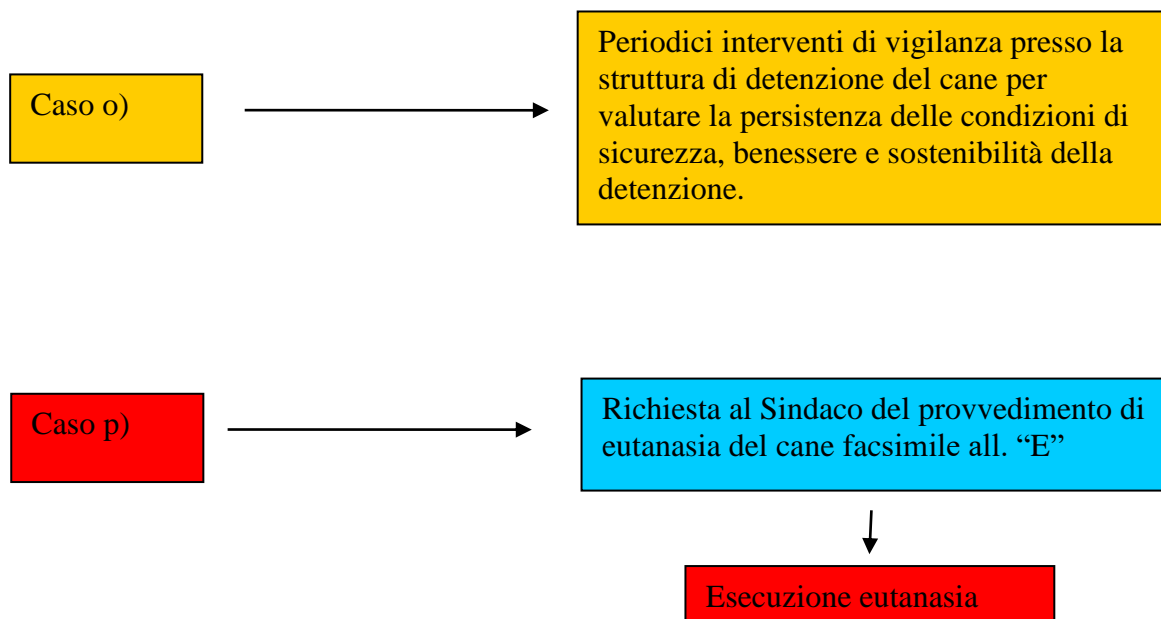 Caso o)
Periodici interventi di vigilanza presso la
struttura di detenzione del cane per
valutare la persistenza delle condizioni di
sicurezza, benessere e sostenibilità della
detenzione.
Caso p)
Richiesta al Sindaco del provvedimento di
eutanasia del cane facsimile all. “E”
Esecuzione eutanasia